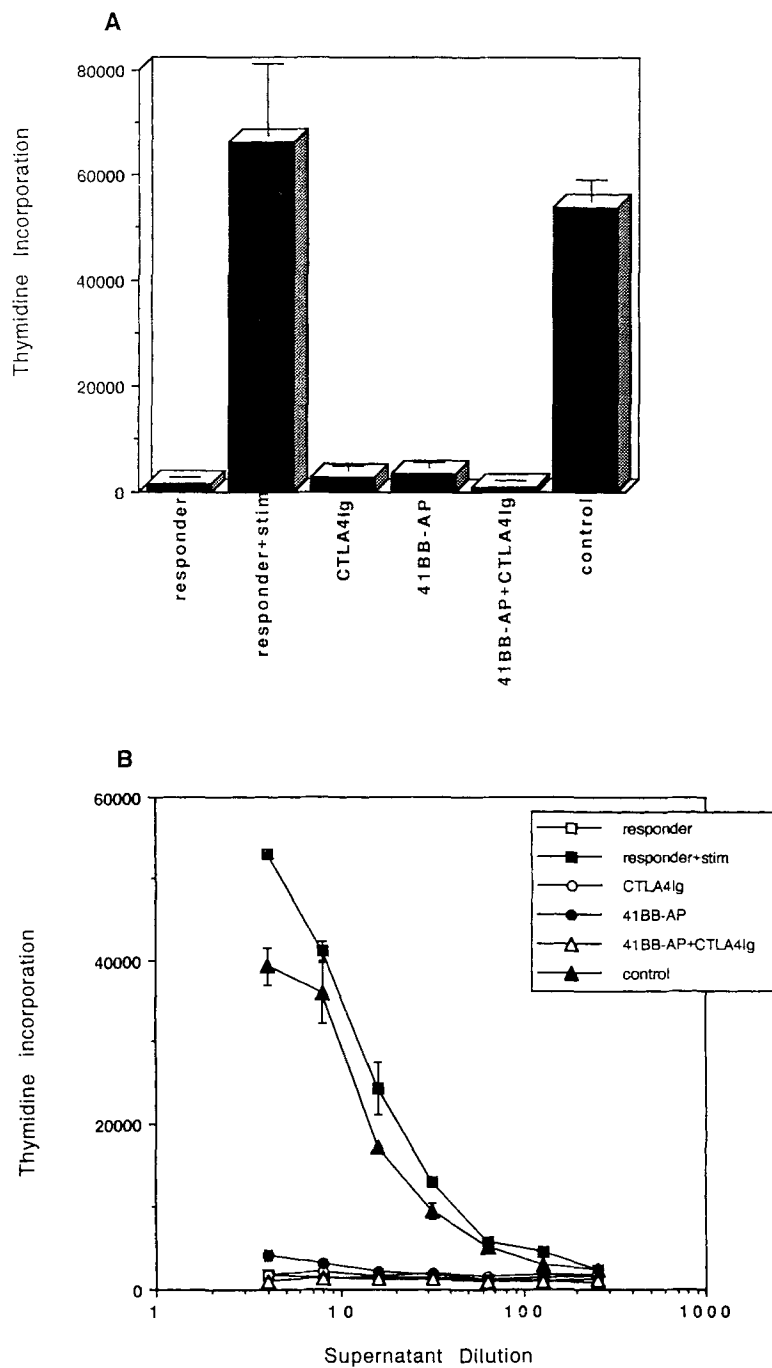 A
Thymidine Incorporation
80000
60000
40000
20000
0
responder
responder+stim
CTLA4Ig
41BB-AP
41BB-AP+CTLA4Ig
control
B
Thymidine incorporation
60000
40000
20000
0
1
10
100
1000
responder
responder+stim
CTLA4Ig
41BB-AP
41BB-AP+CTLA4Ig
control
Supernatant Dilution